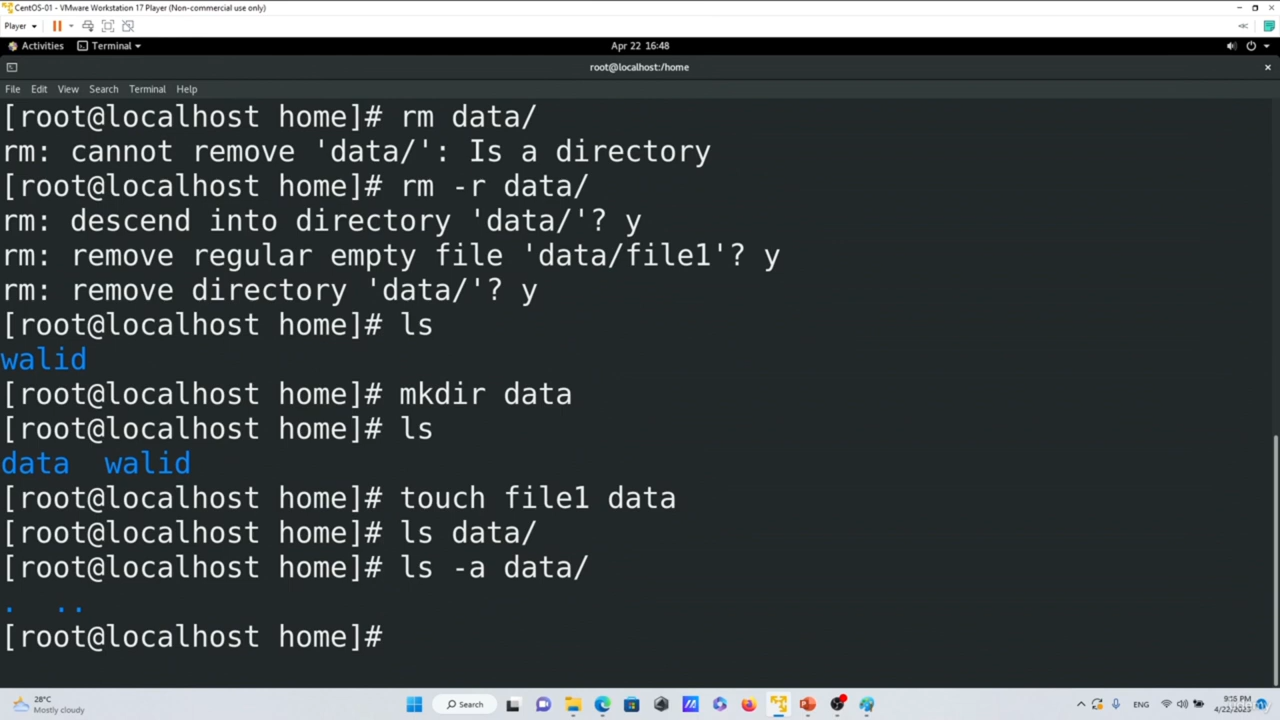 CentOS-01 - VMware Workstation 17 Player (Non-commercial use only)
Player
Activities Terminal Apr 22 16:48
root@localhost:/home
File Edit View Search Terminal Help
[root@localhost home]# rm data/
rm: cannot remove 'data/': Is a directory
[root@localhost home]# rm -r data/
rm: descend into directory 'data/'? y
rm: remove regular empty file 'data/file1'? y
rm: remove directory 'data/'? y
[root@localhost home]# ls
walid
[root@localhost home]# mkdir data
[root@localhost home]# ls
data walid
[root@localhost home]# touch file1 data
[root@localhost home]# ls data/
[root@localhost home]# ls -a data/
. ..
[root@localhost home]#
28°C
Mostly cloudy
Search
ENG